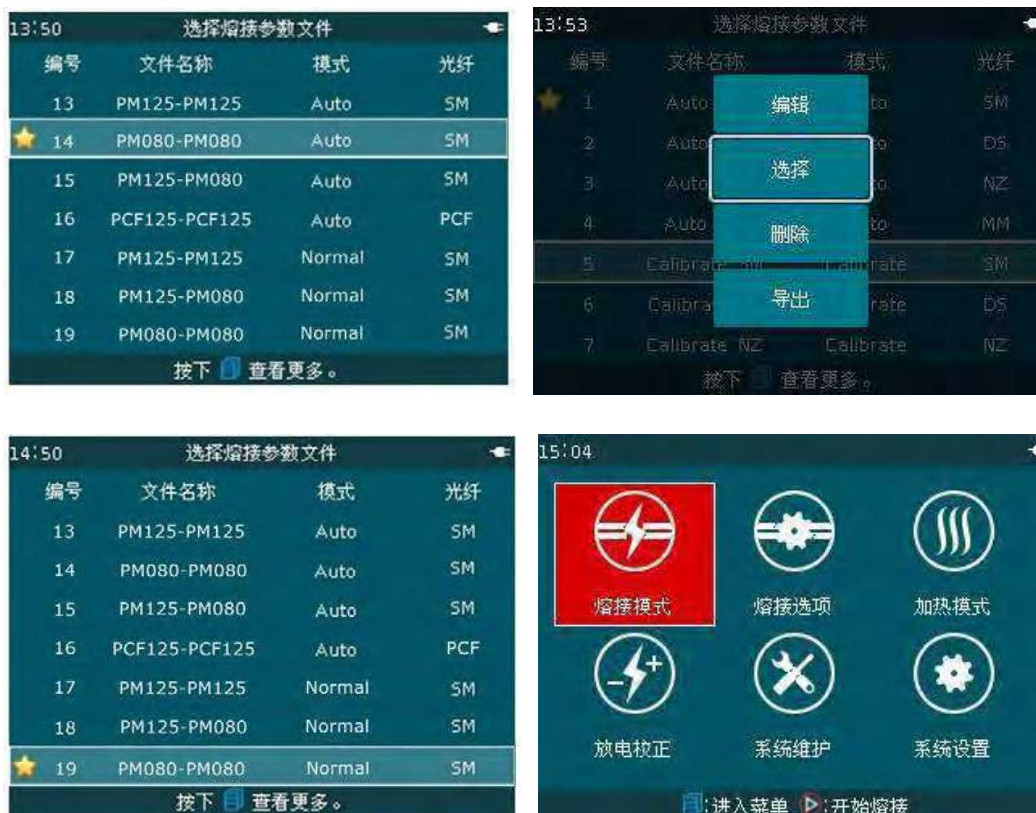 13:50 选择熔接参数文件
编号 文件名称 模式 光纤
13 PM125-PM125 Auto SM
14 PM080-PM080 Auto SM
15 PM125-PM080 Auto SM
16 PCF125-PCF125 Auto PCF
17 PM125-PM125 Normal SM
18 PM125-PM080 Normal SM
19 PM080-PM080 Normal SM
按下 查看更多。
13:53 选择熔接参数文件
编号 文件名称 模式 光纤
1 Auto SM
2 Auto DS
3 Auto NZ
4 Auto MM
5 Calibrate Calibrate SM
6 DS
7 Calibrate NZ Calibrate NZ
编辑
选择
删除
导出
按下 查看更多。
14:50 选择熔接参数文件
编号 文件名称 模式 光纤
13 PM125-PM125 Auto SM
14 PM080-PM080 Auto SM
15 PM125-PM080 Auto SM
16 PCF125-PCF125 Auto PCF
17 PM125-PM125 Normal SM
18 PM125-PM080 Normal SM
19 PM080-PM080 Normal SM
按下 查看更多。
15:04
熔接模式 熔接选项 加热模式
放电校正 系统维护 系统设置
:进入菜单 :开始熔接